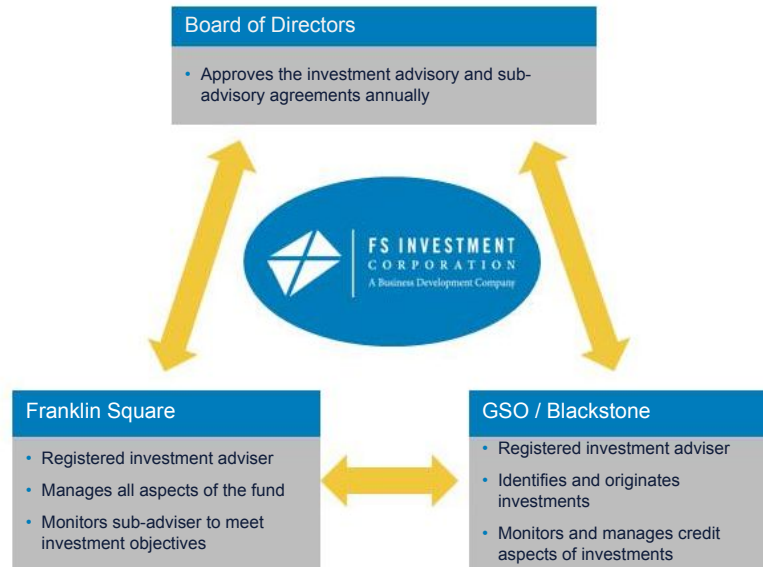 Board of Directors
• Approves the investment advisory and sub-
advisory agreements annually
FS INVESTMENT
CORPORATION
A Business Development Company
Franklin Square
• Registered investment adviser
• Manages all aspects of the fund
• Monitors sub-adviser to meet
investment objectives
GSO / Blackstone
• Registered investment adviser
• Identifies and originates
investments
• Monitors and manages credit
aspects of investments